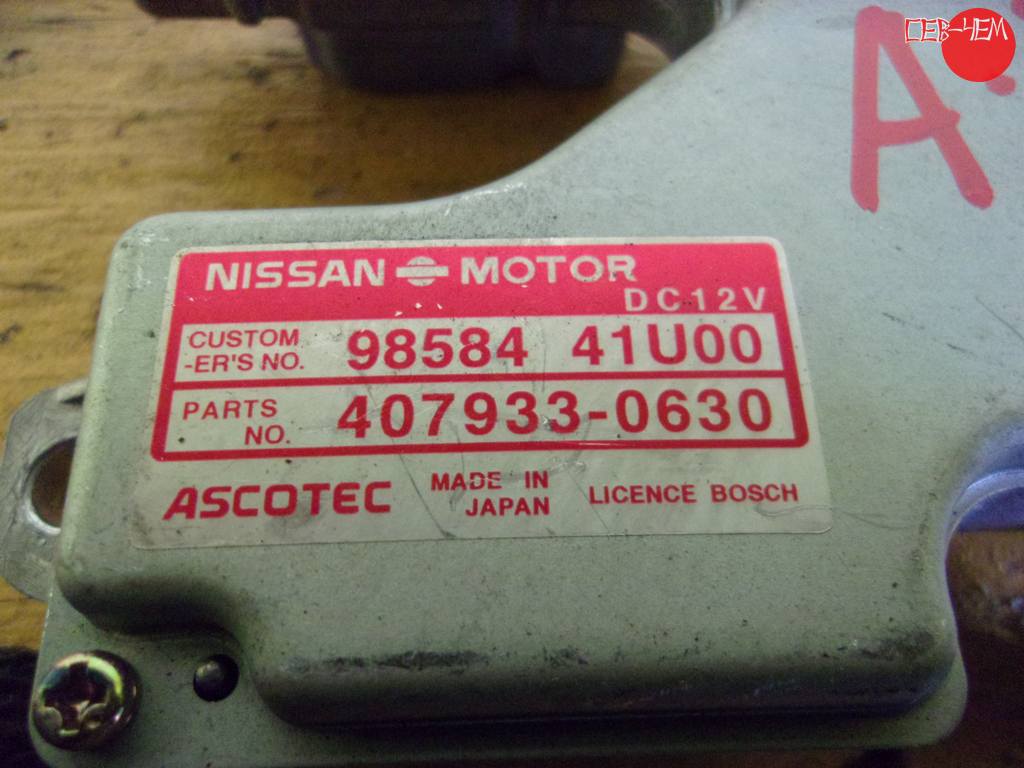 СЕВ-ЧЕМ
A
NISSAN MOTOR
DC12V
CUSTOM
-ER'S NO. 98584 41U00
PARTS
NO. 407933-0630
ASCOTEC MADE IN
JAPAN LICENCE BOSCH